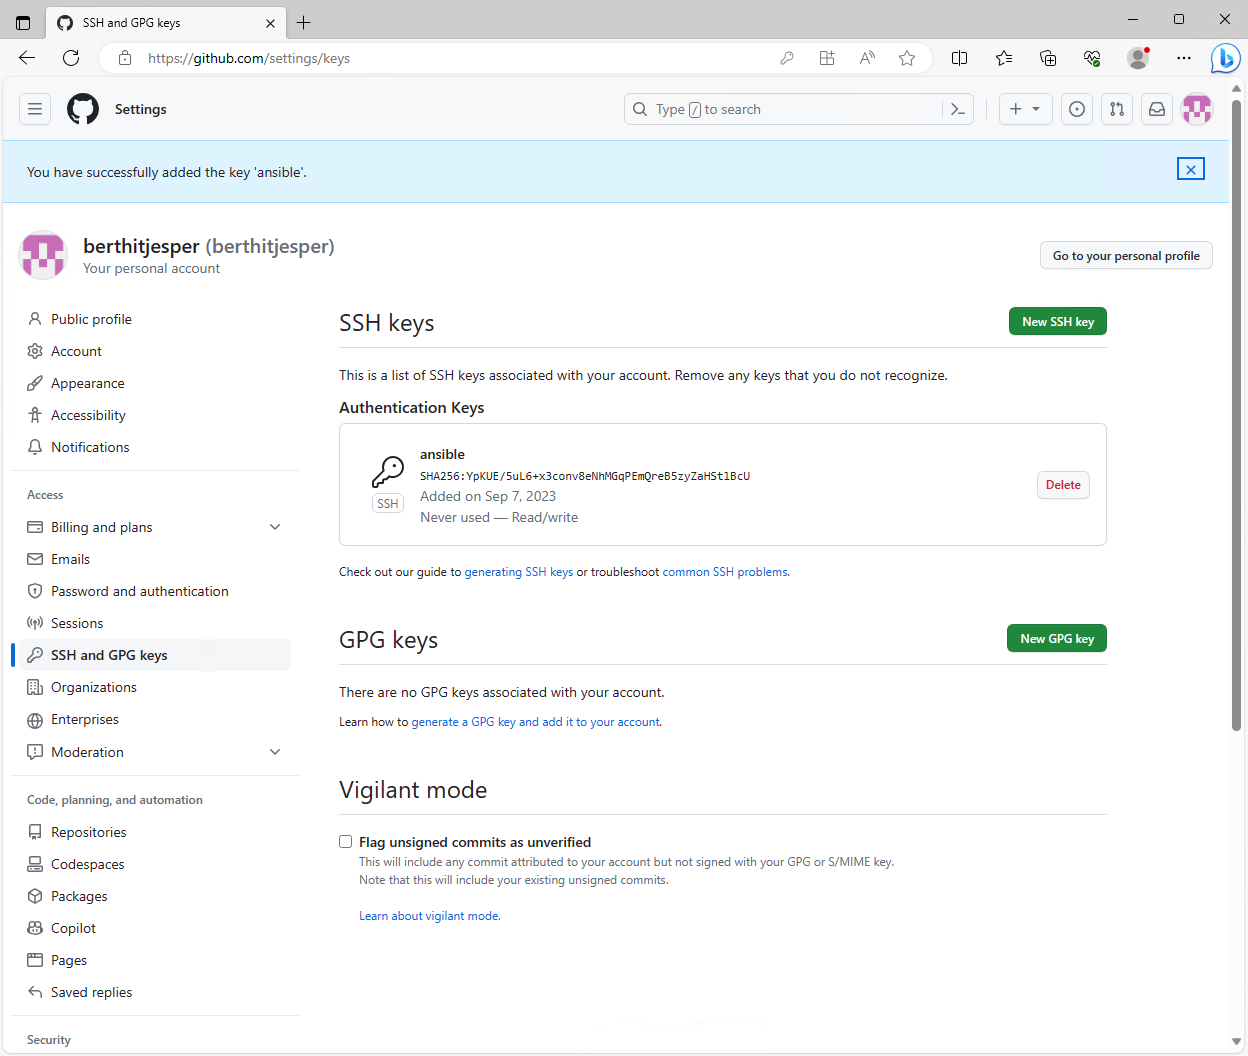 SSH and GPG keys
https://github.com/settings/keys
Settings
Type / to search
You have successfully added the key 'ansible'.
berthitjesper (berthitjesper)
Your personal account
Go to your personal profile
Public profile
Account
Appearance
Accessibility
Notifications
Access
Billing and plans
Emails
Password and authentication
Sessions
SSH and GPG keys
Organizations
Enterprises
Moderation
Code, planning, and automation
Repositories
Codespaces
Packages
Copilot
Pages
Saved replies
Security
SSH keys
New SSH key
This is a list of SSH keys associated with your account. Remove any keys that you do not recognize.
Authentication Keys
SSH
ansible
SHA256:YpKUE/5uL6+x3conv8eNhMGqPEmQreB5zyZaHStlBcU
Added on Sep 7, 2023
Never used — Read/write
Delete
Check out our guide to generating SSH keys or troubleshoot common SSH problems.
GPG keys
New GPG key
There are no GPG keys associated with your account.
Learn how to generate a GPG key and add it to your account.
Vigilant mode
Flag unsigned commits as unverified
This will include any commit attributed to your account but not signed with your GPG or S/MIME key.
Note that this will include your existing unsigned commits.
Learn about vigilant mode.